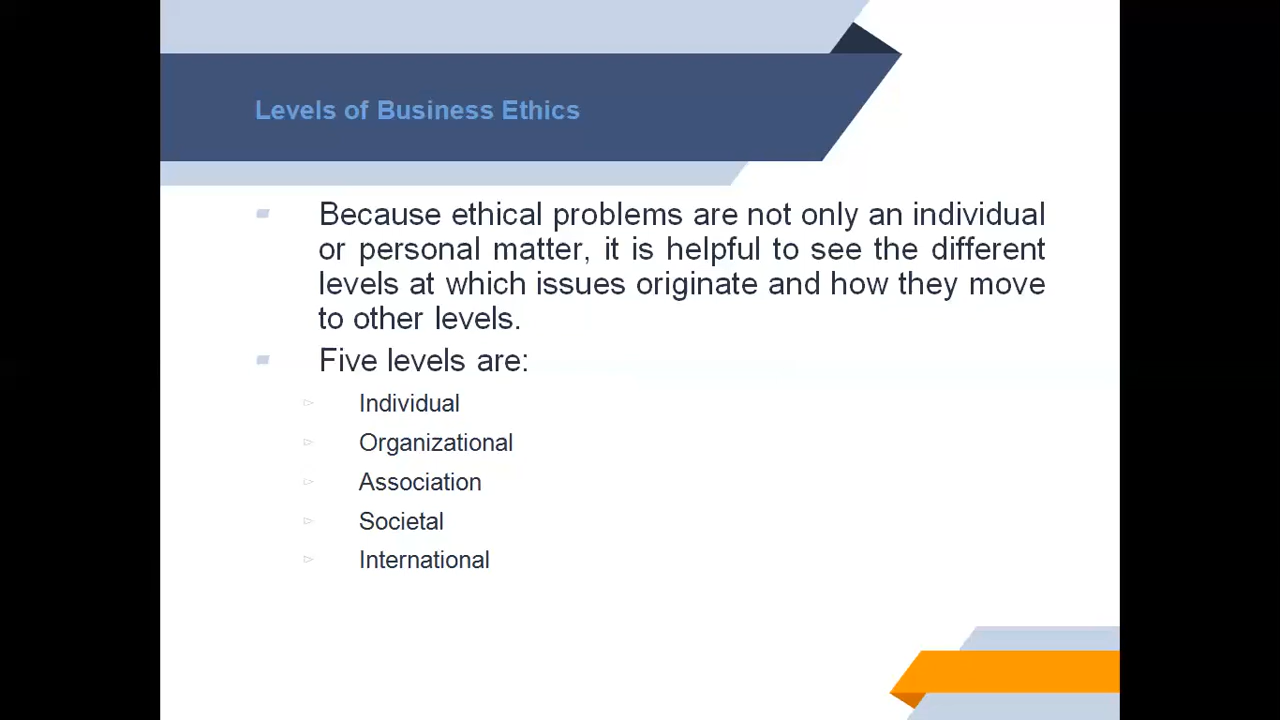 Levels of Business Ethics
Because ethical problems are not only an individual
or personal matter, it is helpful to see the different
levels at which issues originate and how they move
to other levels.
Five levels are:
Individual
Organizational
Association
Societal
International